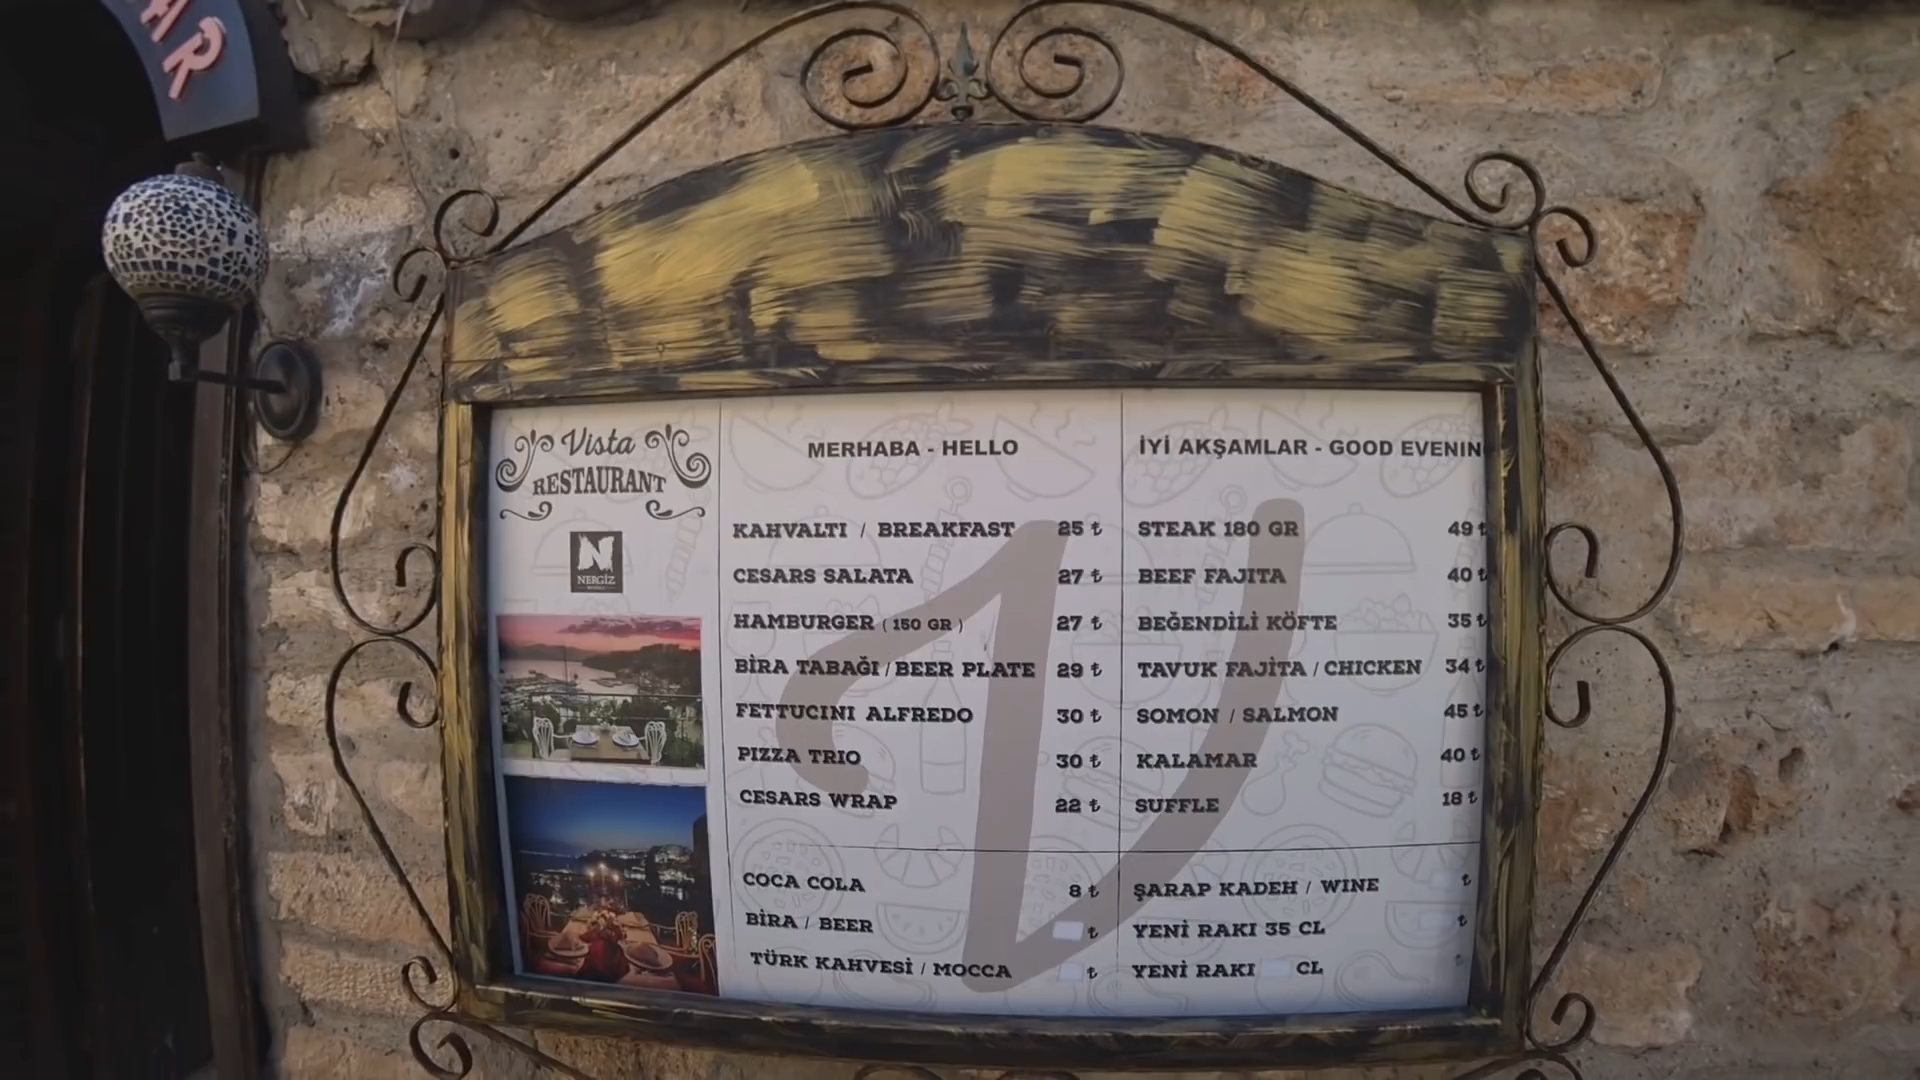 AR
Vista
RESTAURANT
NERGİZ
MERHABA - HELLO
KAHVALTI / BREAKFAST 25 ₺
CESARS SALATA 27 ₺
HAMBURGER ( 150 GR ) 27 ₺
BİRA TABAĞI / BEER PLATE 29 ₺
FETTUCINI ALFREDO 30 ₺
PIZZA TRIO 30 ₺
CESARS WRAP 22 ₺
COCA COLA 8 ₺
BİRA / BEER ₺
TÜRK KAHVESİ / MOCCA ₺
İYİ AKŞAMLAR - GOOD EVENIN
STEAK 180 GR 49 ₺
BEEF FAJITA 40 ₺
BEĞENDİLİ KÖFTE 35 ₺
TAVUK FAJİTA / CHICKEN 34 ₺
SOMON / SALMON 45 ₺
KALAMAR 40 ₺
SUFFLE 18 ₺
ŞARAP KADEH / WINE ₺
YENİ RAKI 35 CL ₺
YENİ RAKI CL ₺